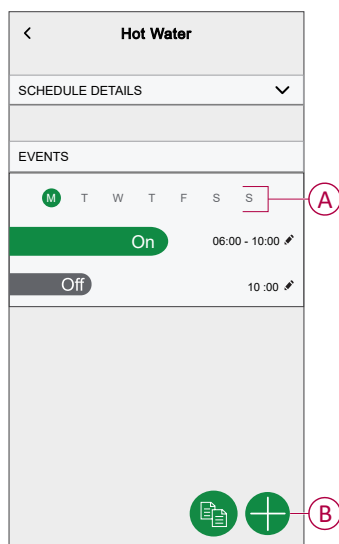 Hot Water
SCHEDULE DETAILS
EVENTS
M T W T F S S
A
On 06:00 - 10:00
Off 10 :00
B